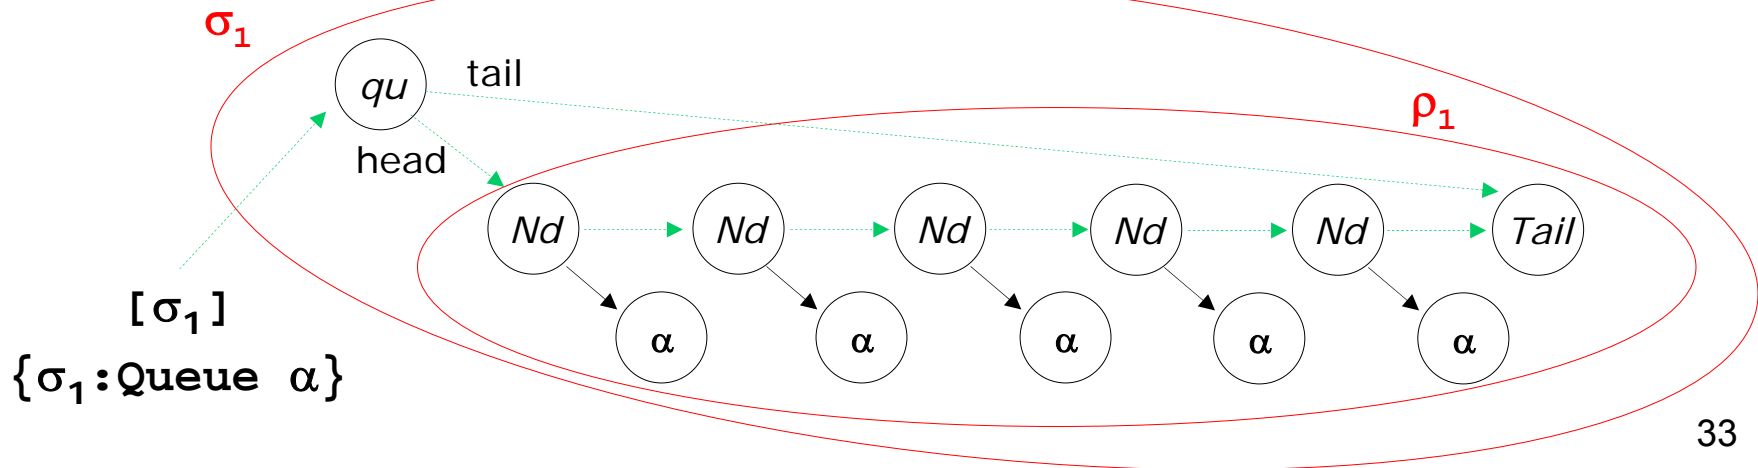 σ₁
qu
tail
ρ₁
head
Nd Nd Nd Nd Nd Tail
[σ₁]
α α α α α
{σ₁:Queue α}
33